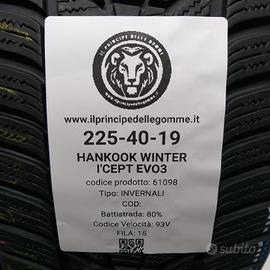 IL PRINCIPE DELLE GOMME
www.ilprincipedellegomme.it
225-40-19
HANKOOK WINTER
I'CEPT EVO3
codice prodotto: 61098
Tipo: INVERNALI
COD:
Battistrada: 80%
Codice Velocità: 93V
FILA: 15
subito